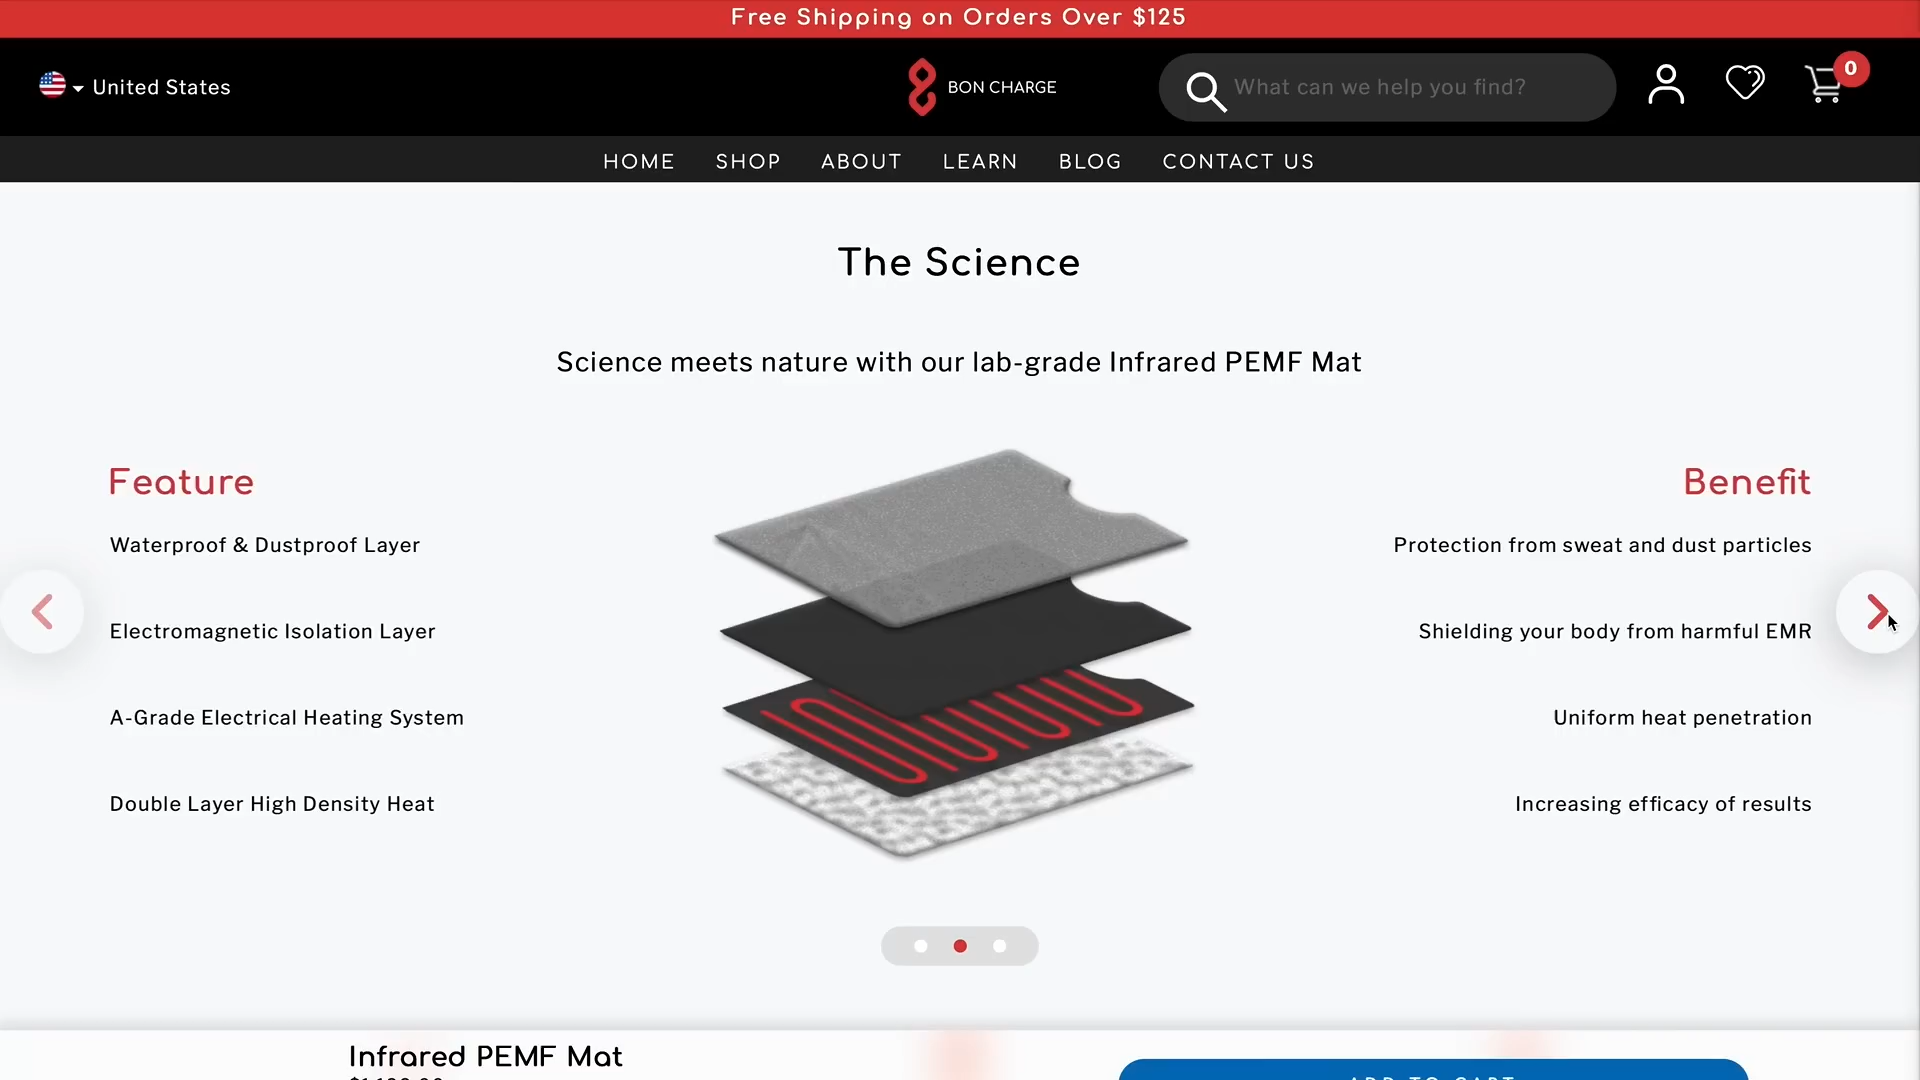 Free Shipping on Orders Over $125
United States
BON CHARGE
What can we help you find?
0
HOME SHOP ABOUT LEARN BLOG CONTACT US
The Science
Science meets nature with our lab-grade Infrared PEMF Mat
Feature
Benefit
Waterproof & Dustproof Layer
Protection from sweat and dust particles
Electromagnetic Isolation Layer
Shielding your body from harmful EMR
A-Grade Electrical Heating System
Uniform heat penetration
Double Layer High Density Heat
Increasing efficacy of results
Infrared PEMF Mat
ADD TO CART